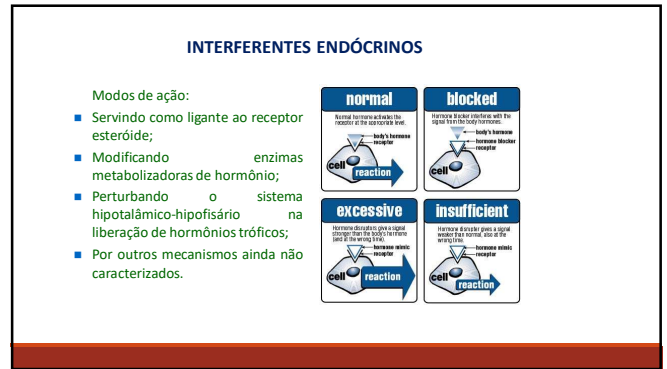 INTERFERENTES ENDÓCRINOS
Modos de ação:
Servindo como ligante ao receptor
esteróide;
Modificando enzimas
metabolizadoras de hormônio;
Perturbando o sistema
hipotalâmico-hipofisário na
liberação de hormônios tróficos;
Por outros mecanismos ainda não
caracterizados.
normal
Normal hormone activates the
receptor at the appropriate level.
body's hormone
receptor
cell
reaction
blocked
Hormone blocker interferes with the
signal from the body hormones.
body's hormone
hormone blocker
receptor
cell
excessive
Hormone disruptors give a signal
stronger than the body's hormone
(and at the wrong time).
hormone mimic
receptor
cell
reaction
insufficient
Hormone disrupter gives a signal
weaker than normal, also at the
wrong time.
hormone mimic
receptor
cell
reaction